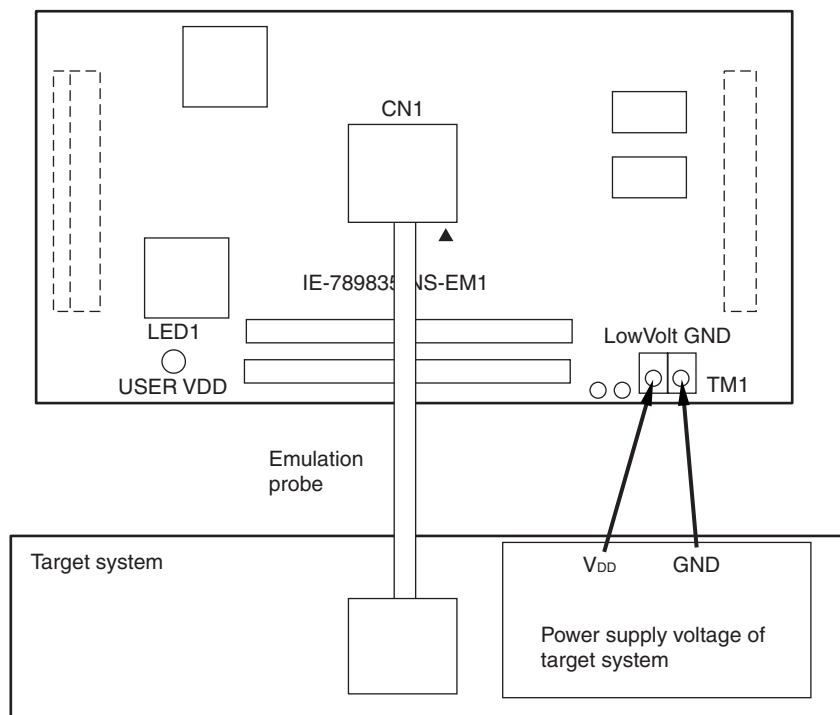 CN1
IE-789835 NS-EM1
LED1
USER VDD
LowVolt GND
TM1
Emulation
probe
Target system
VDD
GND
Power supply voltage of
target system